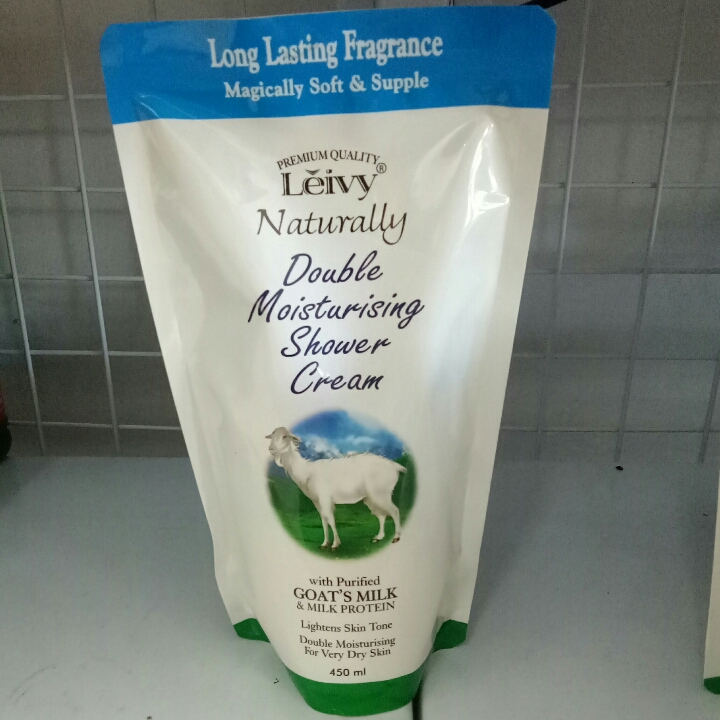 Long Lasting Fragrance
Magically Soft & Supple
PREMIUM QUALITY
Lěivy®
Naturally
Double
Moisturising
Shower
Cream
with Purified
GOAT'S MILK
& MILK PROTEIN
Lightens Skin Tone
Double Moisturising
For Very Dry Skin
450 ml